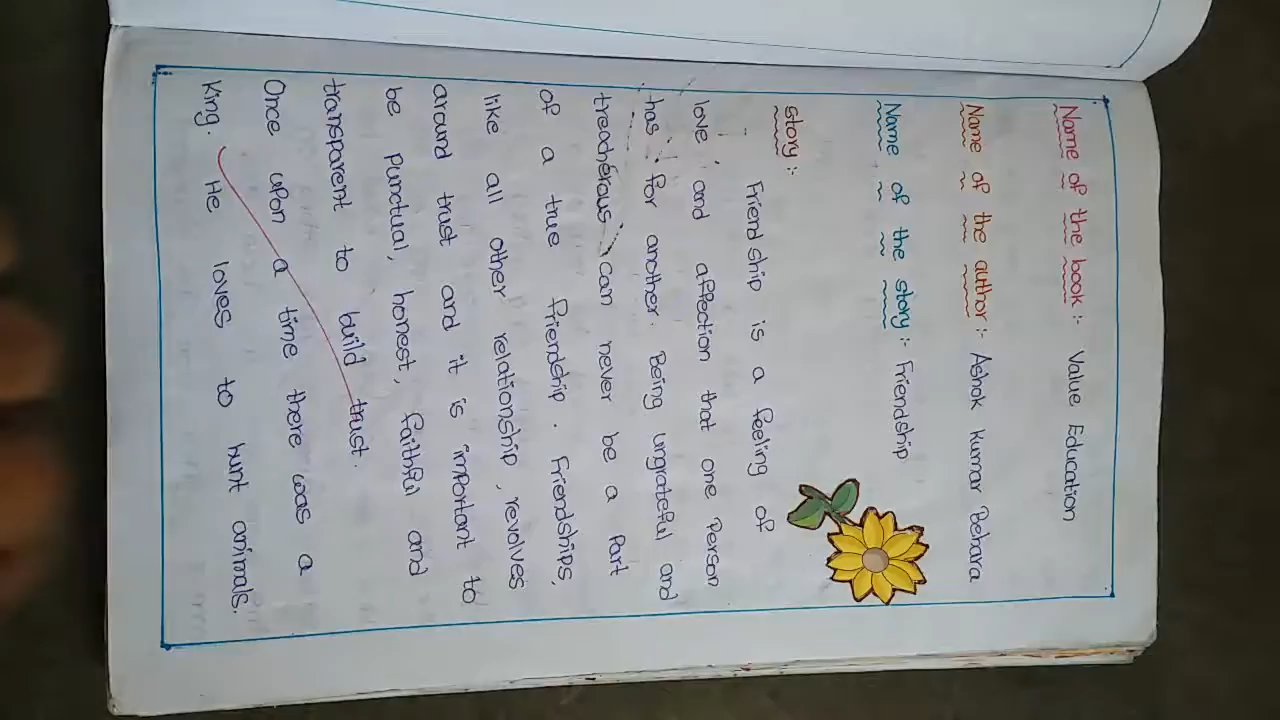 Name of the book :- Value Education
Name of the author :- Ashok Kumar Behara
Name of the story :- Friendship
story :-
Friendship is a feeling of
love and affection that one person
has for another. Being ungrateful and
treacherous can never be a part
of a true friendship. Friendships,
like all other relationship, revolves
around trust and it is important to
be punctual, honest, faithful and
transparent to build trust.
Once upon a time there was a
King. He loves to hunt animals.